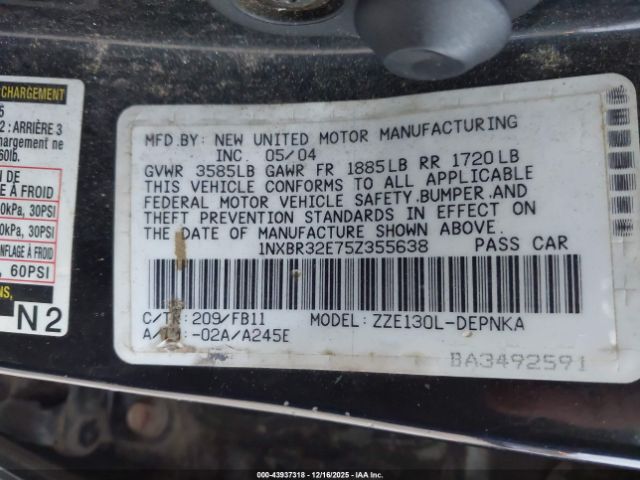 CHARGEMENT
2 : ARRIÈRE 3
chargement ne
60lb.
N DE
À FROID
0kPa, 30PSI
0kPa, 30PSI
ONFLAGE À FROID
, 60PSI
NS,
N2
MFD.BY: NEW UNITED MOTOR MANUFACTURING
INC. 05/04
GVWR 3585LB GAWR FR 1885LB RR 1720LB
THIS VEHICLE CONFORMS TO ALL APPLICABLE
FEDERAL MOTOR VEHICLE SAFETY.BUMPER.AND
THEFT PREVENTION STANDARDS IN EFFECT ON
THE DATE OF MANUFACTURE SHOWN ABOVE.
1NXBR32E75Z355638 PASS CAR
C/TR: 209/FB11 MODEL: ZZE130L-DEPNKA
A/ -02A/A245E
BA3492591
000-43937318 - 12/16/2025 - IAA Inc.